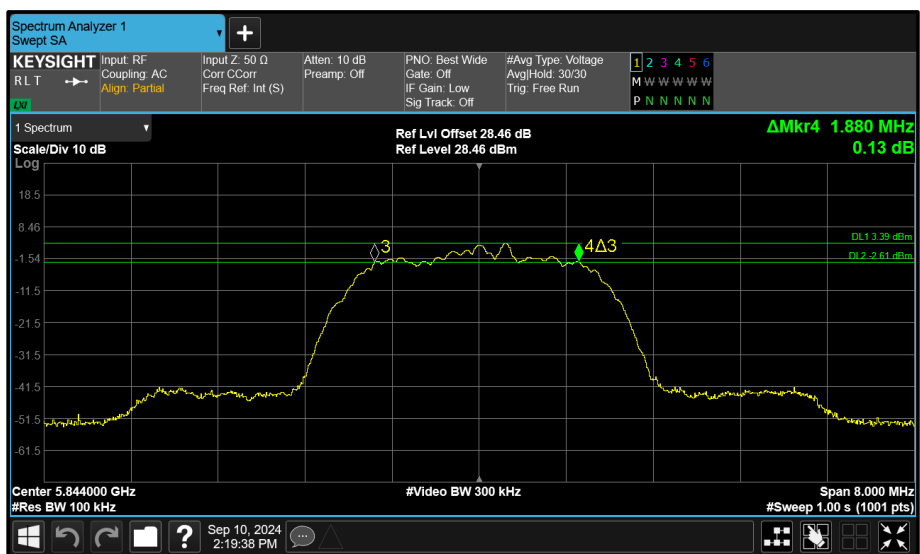 Spectrum Analyzer 1
Swept SA
+
KEYSIGHT
R L T
LXI
Input: RF
Coupling: AC
Align: Partial
Input Z: 50 Ω
Corr CCorr
Freq Ref: Int (S)
Atten: 10 dB
Preamp: Off
PNO: Best Wide
Gate: Off
IF Gain: Low
Sig Track: Off
#Avg Type: Voltage
Avg|Hold: 30/30
Trig: Free Run
1 2 3 4 5 6
M W W W W W
P N N N N N
1 Spectrum
Scale/Div 10 dB
Ref Lvl Offset 28.46 dB
Ref Level 28.46 dBm
ΔMkr4 1.880 MHz
0.13 dB
Log
18.5
8.46
DL1 3.39 dBm
3
4Δ3
-1.54
DL2 -2.61 dBm
-11.5
-21.5
-31.5
-41.5
-51.5
-61.5
Center 5.844000 GHz
#Video BW 300 kHz
Span 8.000 MHz
#Res BW 100 kHz
#Sweep 1.00 s (1001 pts)
?
Sep 10, 2024
2:19:38 PM